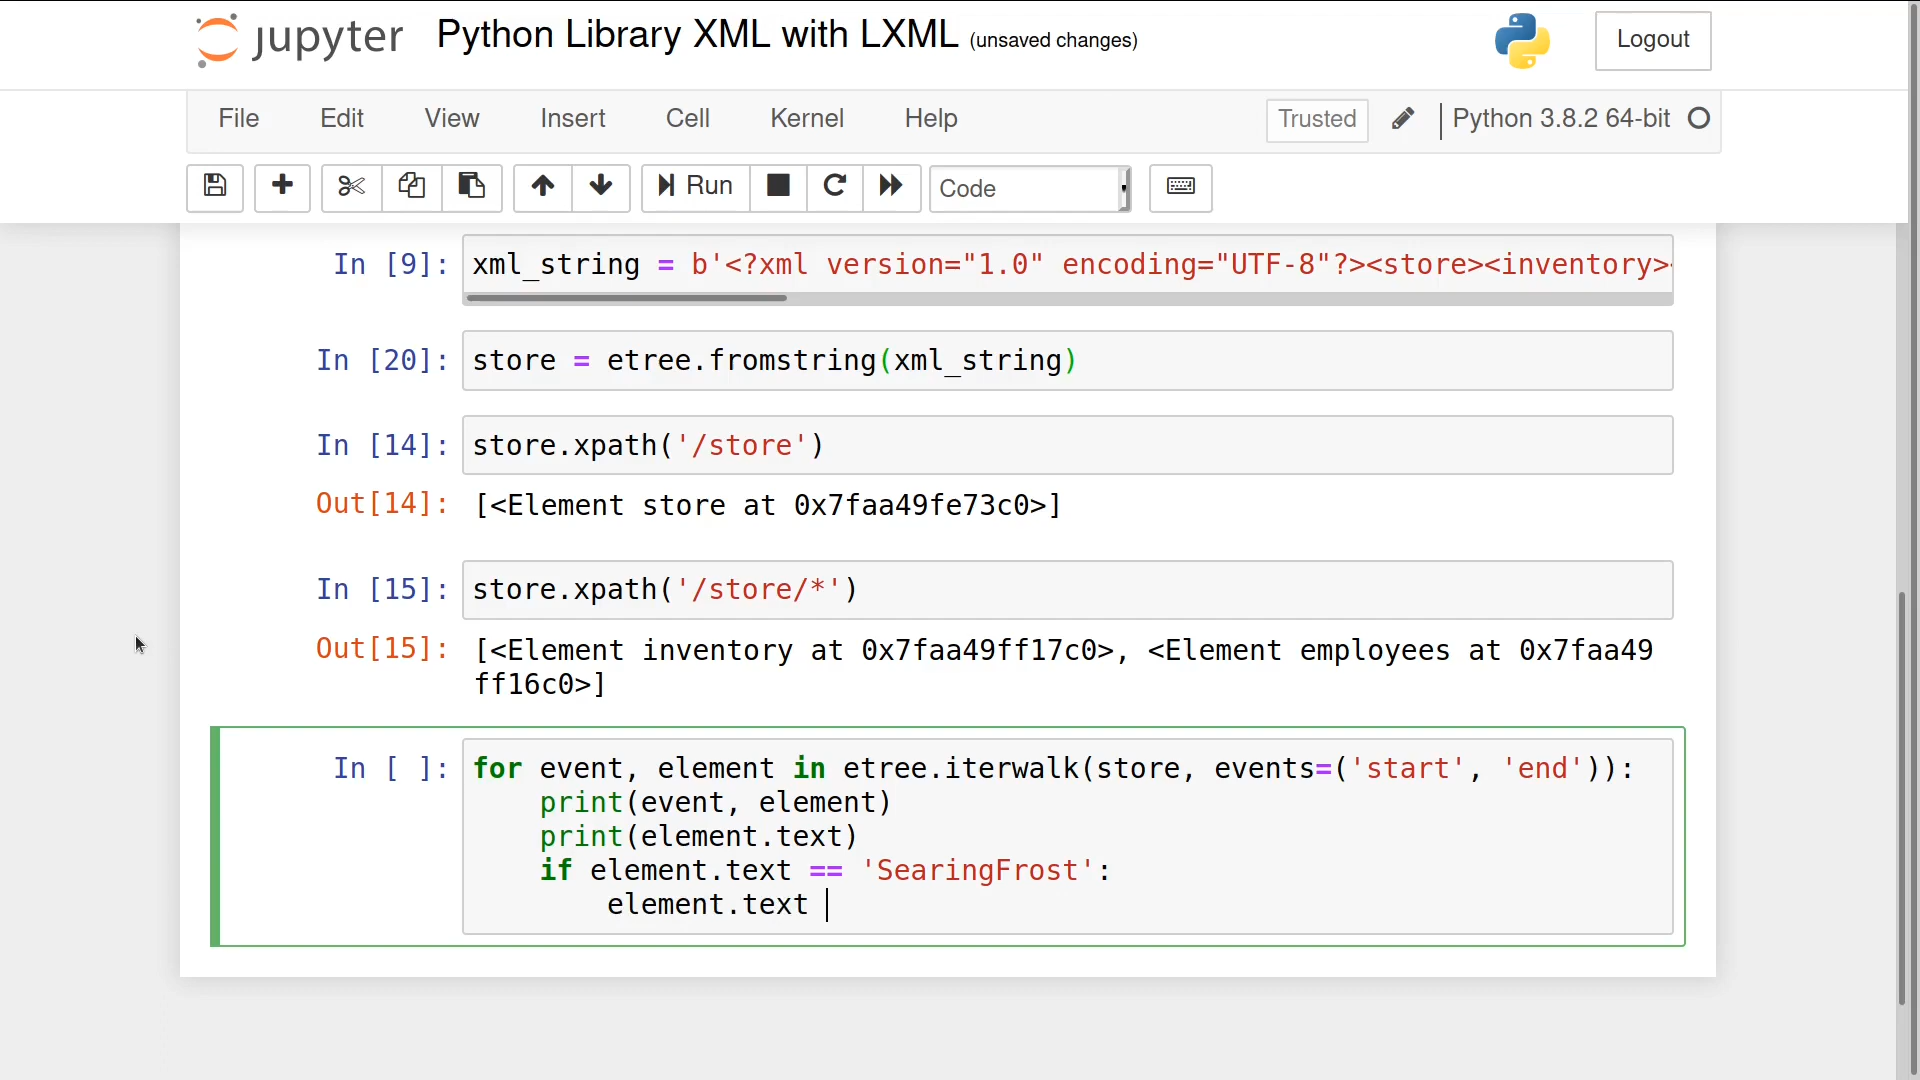 jupyter Python Library XML with LXML (unsaved changes) Logout
File Edit View Insert Cell Kernel Help Trusted Python 3.8.2 64-bit
Run Code
In [9]: xml_string = b'<?xml version="1.0" encoding="UTF-8"?><store><inventory>
In [20]: store = etree.fromstring(xml_string)
In [14]: store.xpath('/store')
Out[14]: [<Element store at 0x7faa49fe73c0>]
In [15]: store.xpath('/store/*')
Out[15]: [<Element inventory at 0x7faa49ff17c0>, <Element employees at 0x7faa49
ff16c0>]
In [ ]: for event, element in etree.iterwalk(store, events=('start', 'end')):
    print(event, element)
    print(element.text)
    if element.text == 'SearingFrost':
        element.text